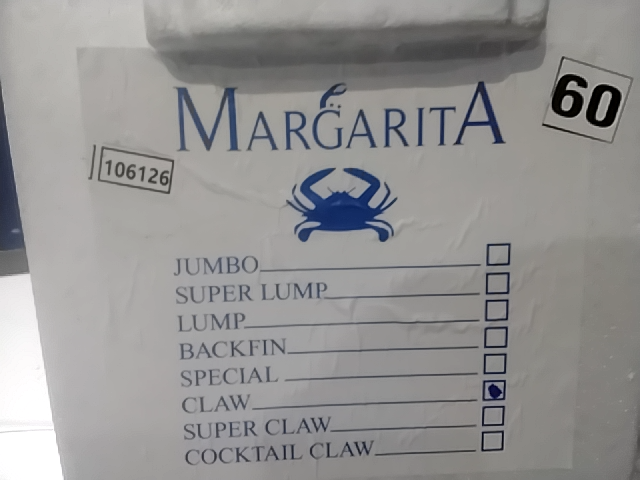 MARGARITA
60
106126
JUMBO
SUPER LUMP
LUMP
BACKFIN
SPECIAL
CLAW
SUPER CLAW
COCKTAIL CLAW